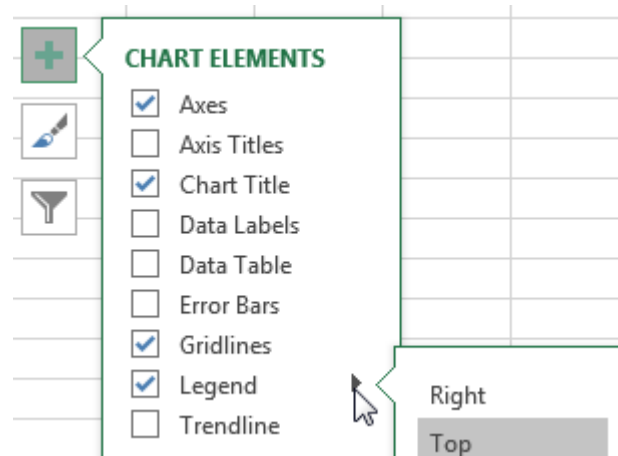 CHART ELEMENTS
Axes
Axis Titles
Chart Title
Data Labels
Data Table
Error Bars
Gridlines
Legend
Trendline
Right
Top